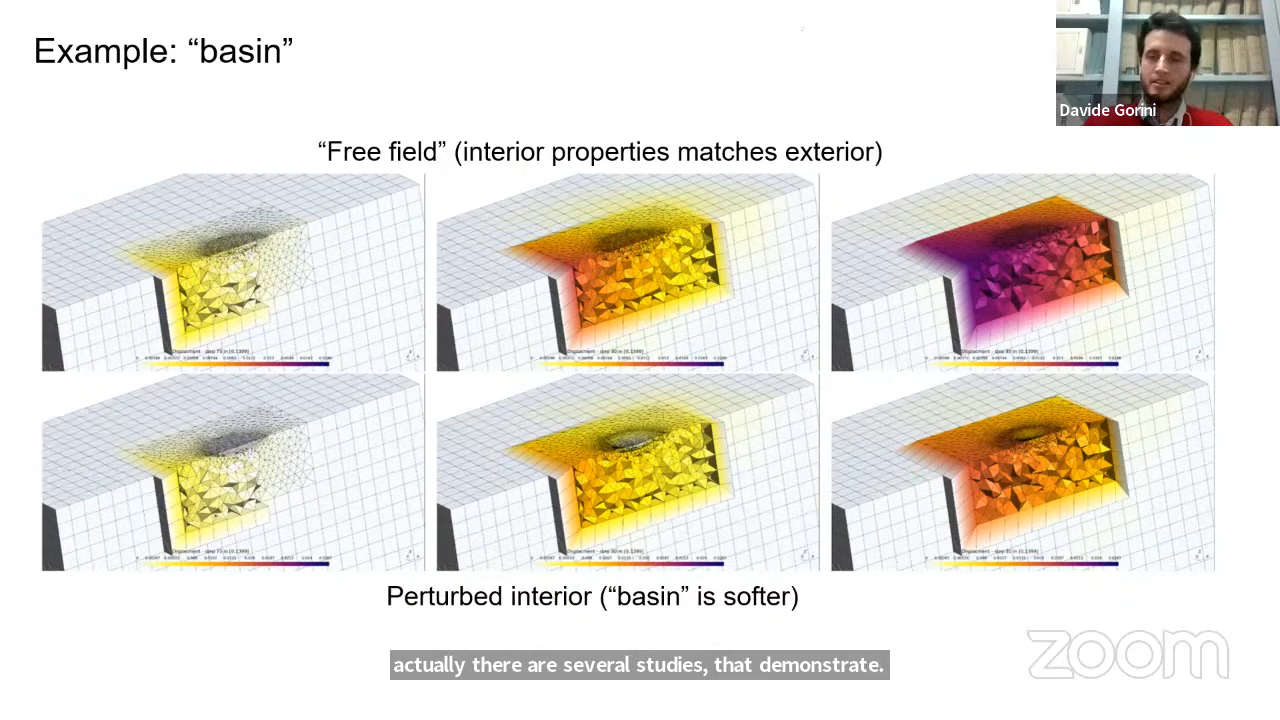 Example: “basin”
Davide Gorini
“Free field” (interior properties matches exterior)
Perturbed interior (“basin” is softer)
actually there are several studies, that demonstrate.
zoom